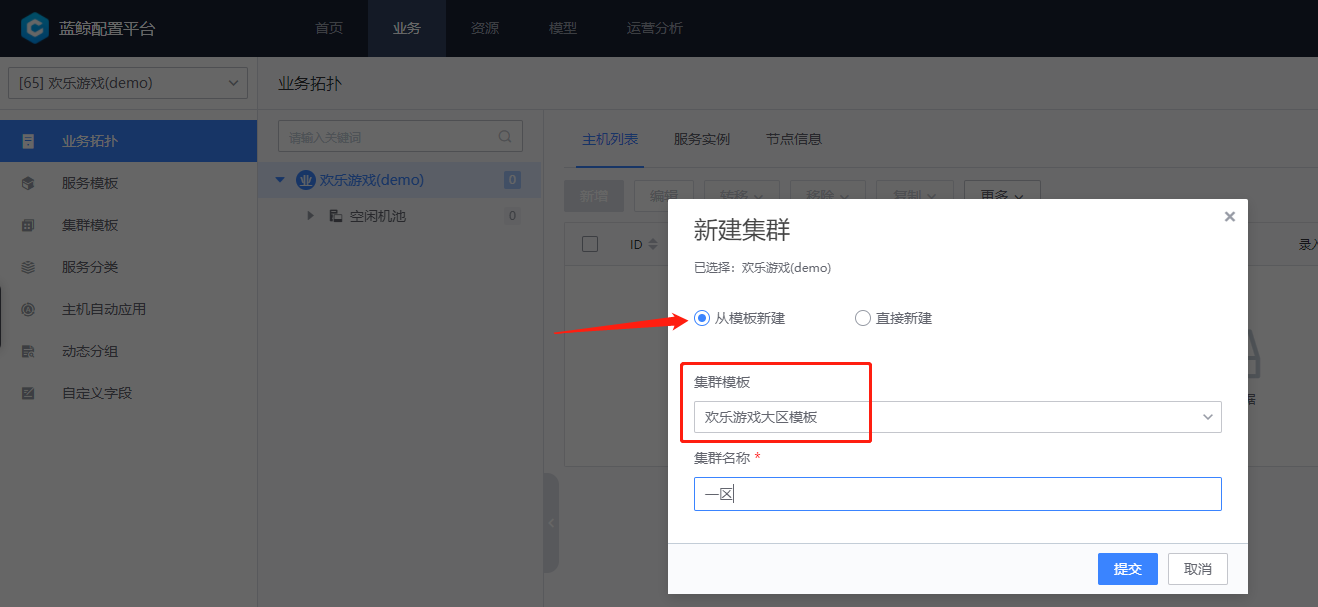 蓝鲸配置平台
首页
业务
资源
模型
运营分析
[65] 欢乐游戏(demo)
业务拓扑
服务模板
集群模板
服务分类
主机自动应用
动态分组
自定义字段
业务拓扑
请输入关键词
欢乐游戏(demo) 0
空闲机池 0
主机列表 服务实例 节点信息
新增 编辑 转移 移除 复制 更多
ID
录入
据
新建集群
已选择：欢乐游戏(demo)
从模板新建 直接新建
集群模板
欢乐游戏大区模板
集群名称 *
一区
提交 取消